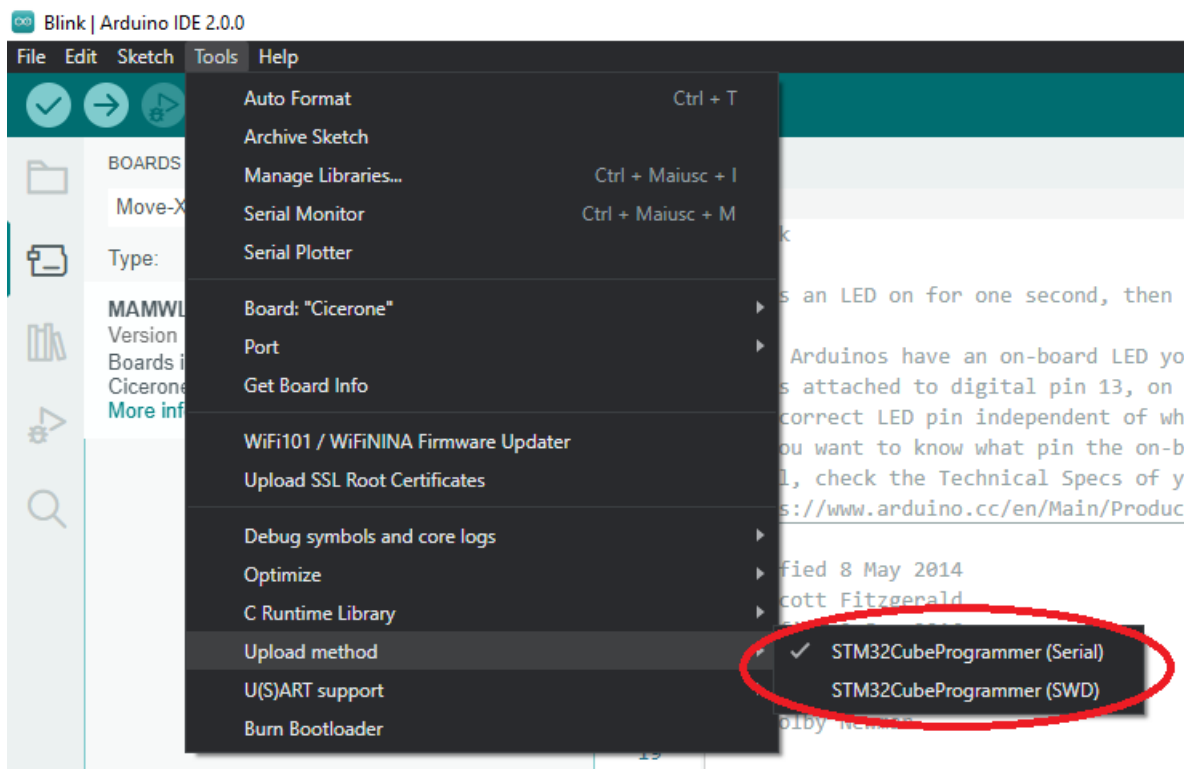 Blink | Arduino IDE 2.0.0
File Edit Sketch Tools Help
Auto Format Ctrl + T
Archive Sketch
Manage Libraries... Ctrl + Maiusc + I
Serial Monitor Ctrl + Maiusc + M
Serial Plotter
Board: "Cicerone"
Port
Get Board Info
WiFi101 / WiFiNINA Firmware Updater
Upload SSL Root Certificates
Debug symbols and core logs
Optimize
C Runtime Library
Upload method
U(S)ART support
Burn Bootloader
STM32CubeProgrammer (Serial)
STM32CubeProgrammer (SWD)
BOARDS
Move-X
Type:
MAMWL
Version
Boards i
Cicerone
More inf
k
s an LED on for one second, then
Arduinos have an on-board LED yo
s attached to digital pin 13, on
correct LED pin independent of wh
ou want to know what pin the on-b
l, check the Technical Specs of y
s://www.arduino.cc/en/Main/Produc
fied 8 May 2014
cott Fitzgerald
olby Newman
19